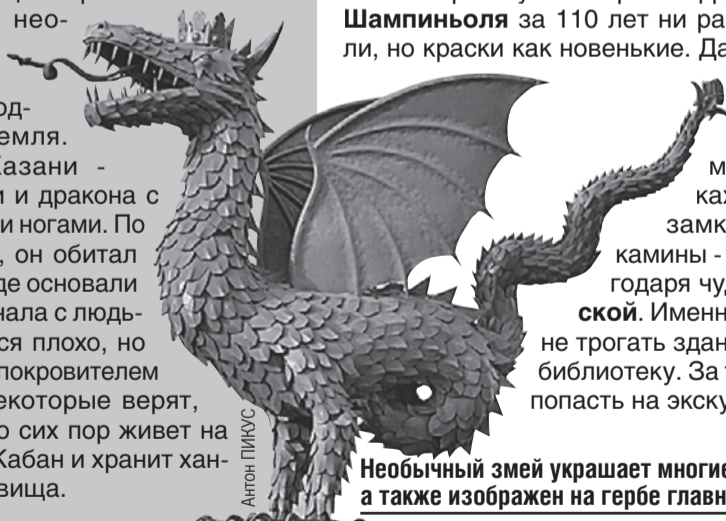 нео-
од-
емля.
Казани -
и и дракона с
и ногами. По
, он обитал
де основали
нала с людь-
ся плохо, но
покровителем
екоторые верят,
о сих пор живет на
Кабан и хранит хан-
вища.
Антон ПИКУС
Шампиньоля за 110 лет ни ра
ли, но краски как новенькие. Да
м
ка
замк
камины -
годаря чу
ской. Именн
не трогать здан
библиотеку. За
попасть на экску
Необычный змей украшает многие
а также изображен на гербе главн